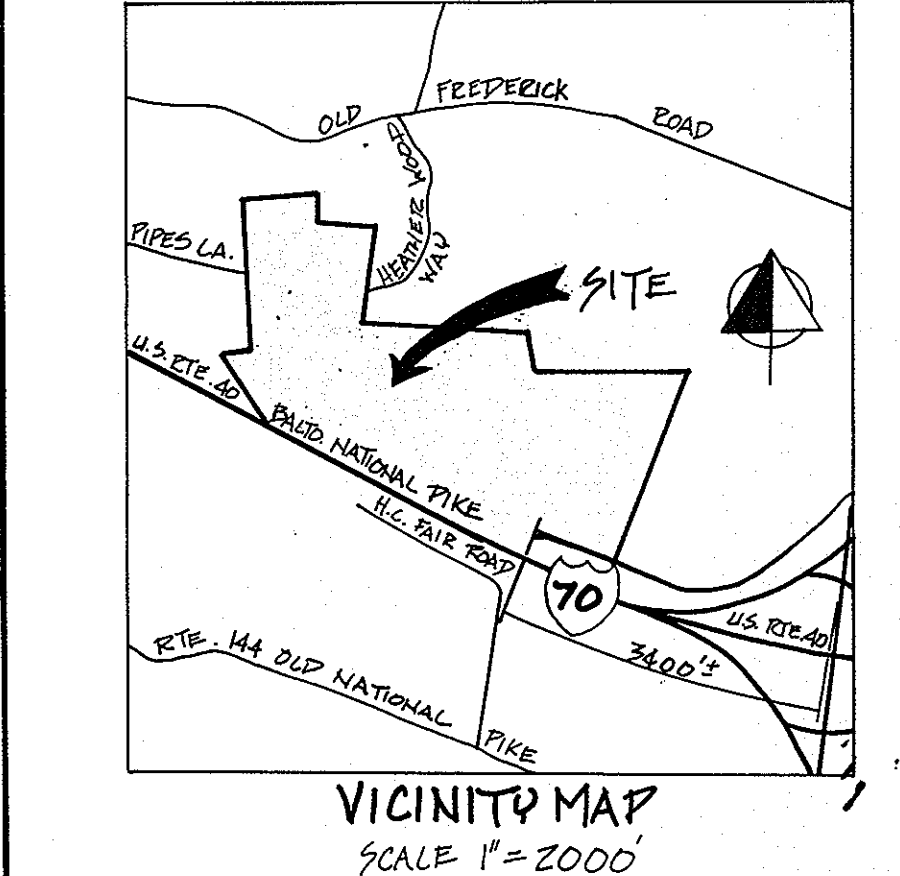 OLD FREDERICK ROAD
HEATHER WOOD
WAY
PIPES LA.
SITE
U.S. RTE. 40
BALTO. NATIONAL PIKE
H.C. FAIR ROAD
70
U.S. RTE. 40
3400'±
RTE. 144 OLD NATIONAL PIKE
VICINITY MAP
SCALE 1" = 2000'